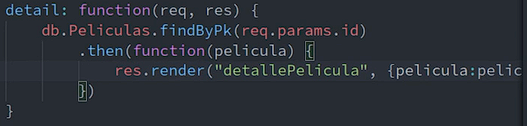 detail: function(req, res) {
db.Peliculas.findByPk(req.params.id)
.then(function(pelicula) {
res.render("detallePelicula", {pelicula:pelic
})
}